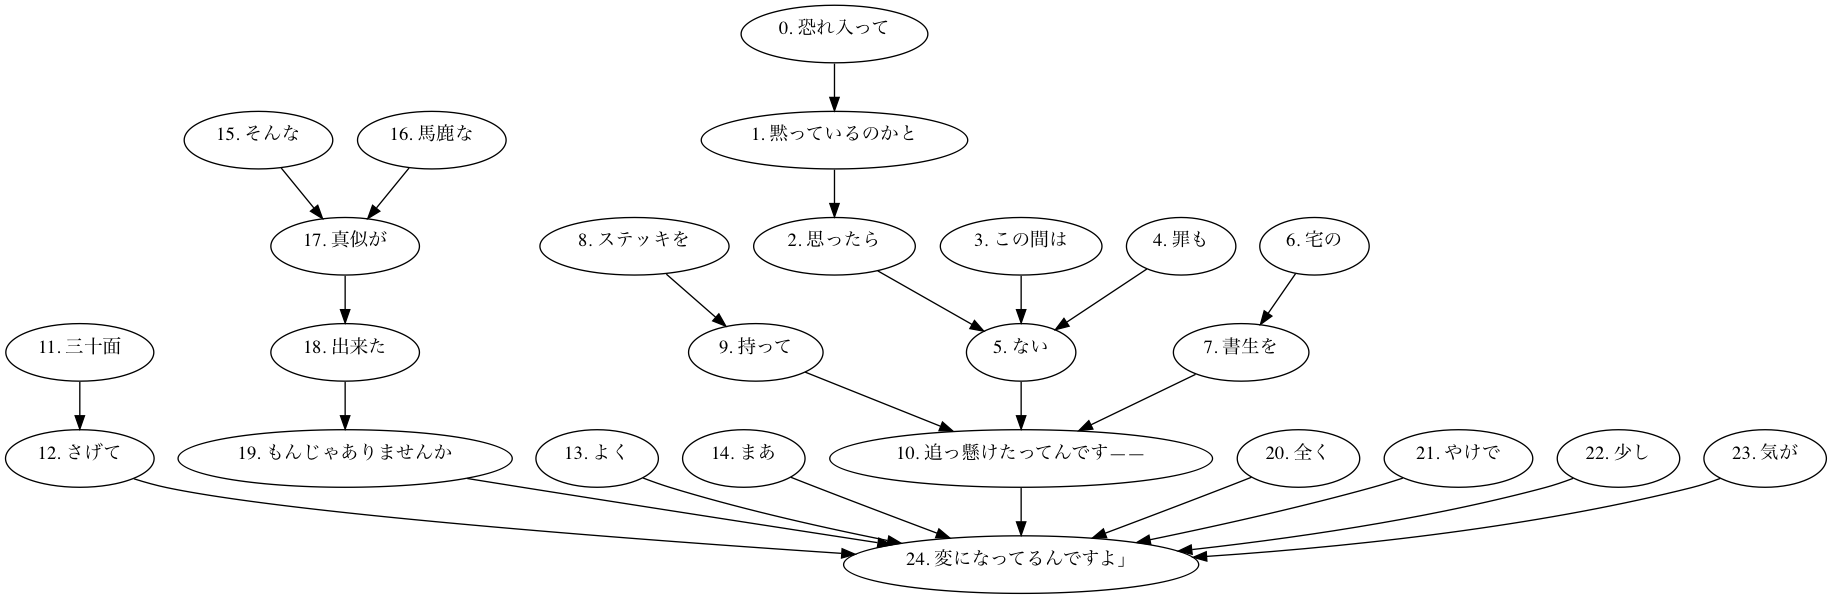 0. 恐れ入って
15. そんな
16. 馬鹿な
1. 黙っているのかと
17. 真似が
8. ステッキを
2. 思ったら
3. この間は
4. 罪も
6. 宅の
11. 三十面
18. 出来た
9. 持って
5. ない
7. 書生を
12. さげて
19. もんじゃありませんか
13. よく
14. まあ
10. 追っ懸けたってんです——
20. 全く
21. やけで
22. 少し
23. 気が
24. 変になってるんですよ」